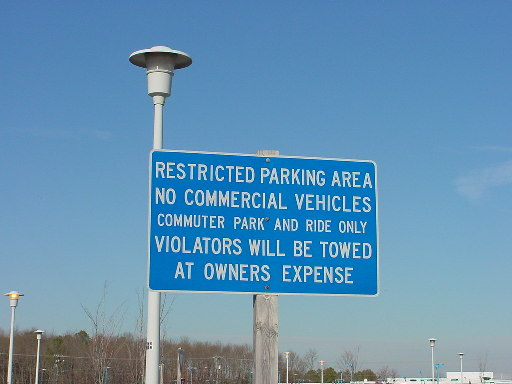 RESTRICTED PARKING AREA
NO COMMERCIAL VEHICLES
COMMUTER PARK AND RIDE ONLY
VIOLATORS WILL BE TOWED
AT OWNERS EXPENSE